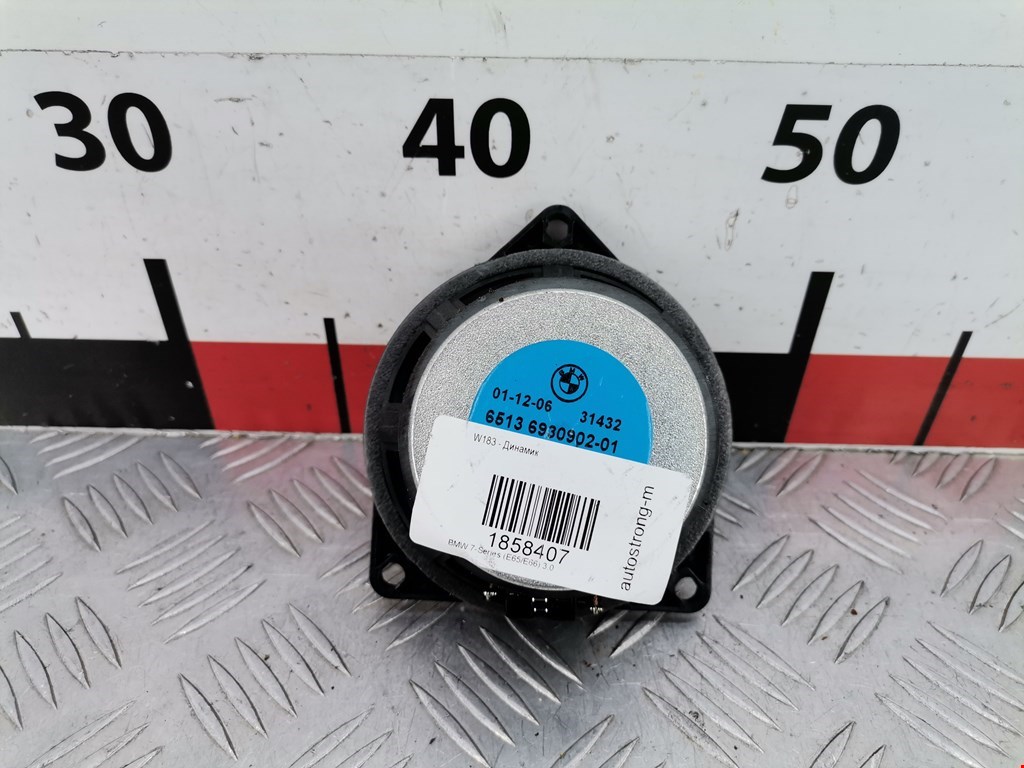 30 40 50
BMW
01-12-06 31432
6513 6930902-01
W183 - Динамик
1858407
BMW 7-Series (E65/E66) 3.0
autostrong-m